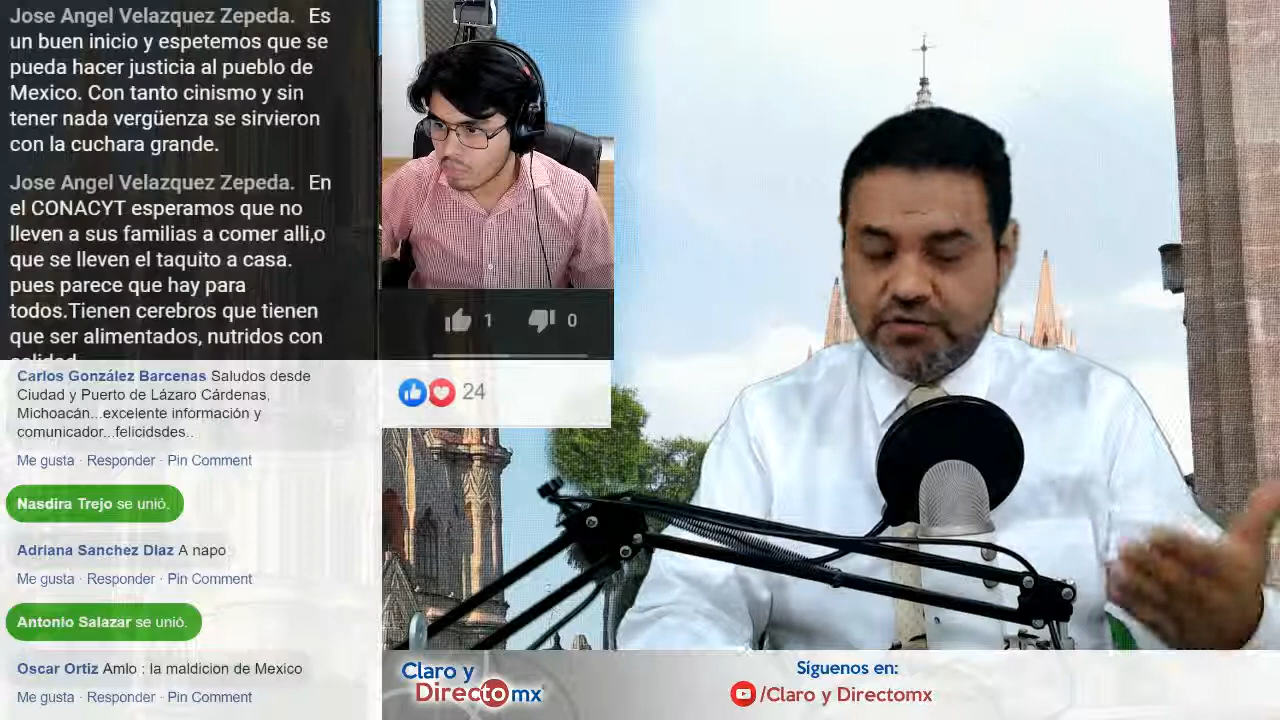 Jose Angel Velazquez Zepeda. Es
un buen inicio y espetemos que se
pueda hacer justicia al pueblo de
Mexico. Con tanto cinismo y sin
tener nada vergüenza se sirvieron
con la cuchara grande.
Jose Angel Velazquez Zepeda. En
el CONACYT esperamos que no
lleven a sus familias a comer alli,o
que se lleven el taquito a casa.
pues parece que hay para
todos.Tienen cerebros que tienen
que ser alimentados, nutridos con
1 0
24
Carlos González Barcenas Saludos desde
Ciudad y Puerto de Lázaro Cárdenas,
Michoacán...excelente información y
comunicador...felicidsdes..
Me gusta · Responder · Pin Comment
Nasdira Trejo se unió.
Adriana Sanchez Diaz A napo
Me gusta · Responder · Pin Comment
Antonio Salazar se unió.
Oscar Ortiz Amlo : la maldicion de Mexico
Me gusta · Responder · Pin Comment
Claro y
Directomx
Síguenos en:
/Claro y Directomx